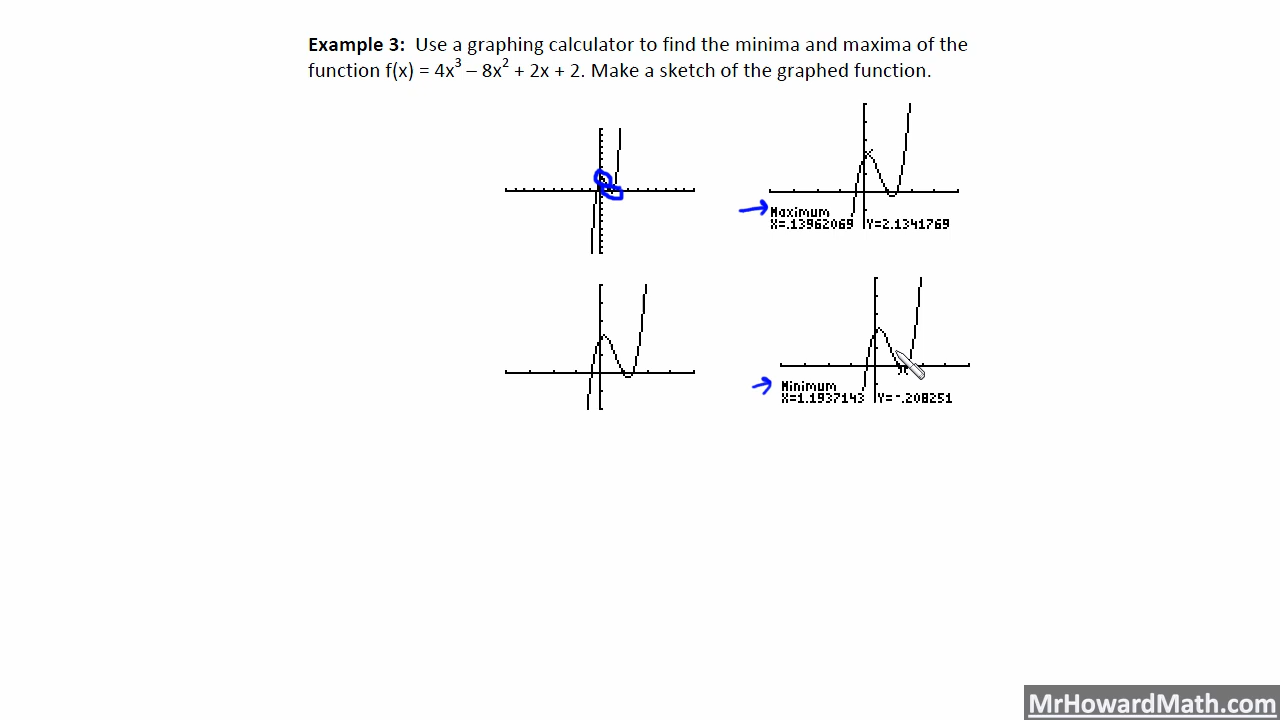 Example 3: Use a graphing calculator to find the minima and maxima of the
function f(x) = 4x³ – 8x² + 2x + 2. Make a sketch of the graphed function.
Maximum
X=.13962069 Y=2.1341769
Minimum
X=1.1937143 Y=-.208251
MrHowardMath.com